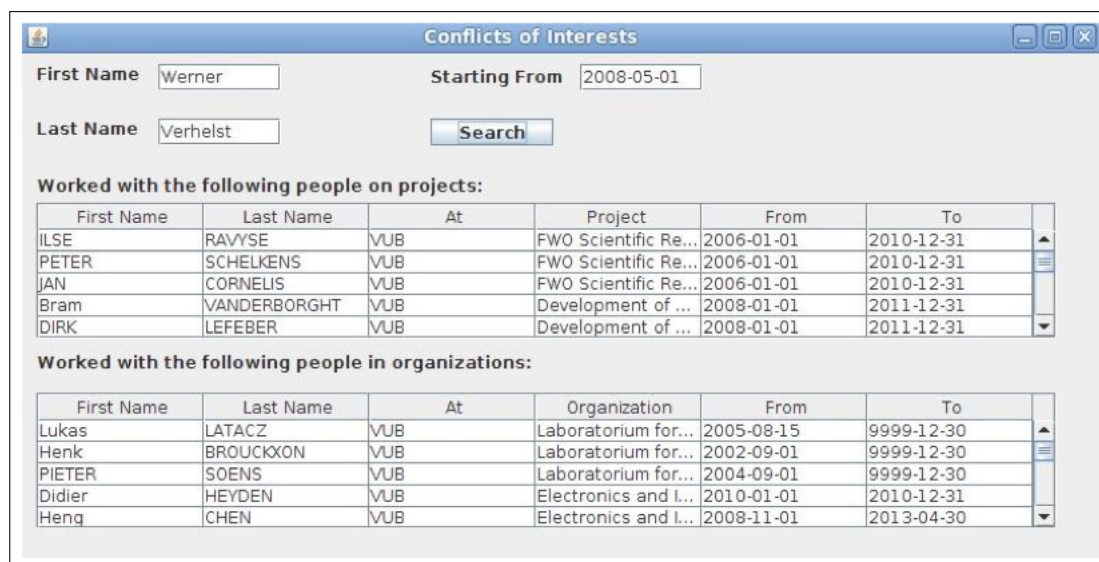 Conflicts of Interests
First Name Werner Starting From 2008-05-01
Last Name Verhelst Search
Worked with the following people on projects:
First Name Last Name At Project From To
ILSE RAVYSE VUB FWO Scientific Re... 2006-01-01 2010-12-31
PETER SCHELKENS VUB FWO Scientific Re... 2006-01-01 2010-12-31
JAN CORNELIS VUB FWO Scientific Re... 2006-01-01 2010-12-31
Bram VANDERBORGHT VUB Development of ... 2008-01-01 2011-12-31
DIRK LEFEBER VUB Development of ... 2008-01-01 2011-12-31
Worked with the following people in organizations:
First Name Last Name At Organization From To
Lukas LATACZ VUB Laboratorium for... 2005-08-15 9999-12-30
Henk BROUCKXON VUB Laboratorium for... 2002-09-01 9999-12-30
PIETER SOENS VUB Laboratorium for... 2004-09-01 9999-12-30
Didier HEYDEN VUB Electronics and I... 2010-01-01 2010-12-31
Heng CHEN VUB Electronics and I... 2008-11-01 2013-04-30